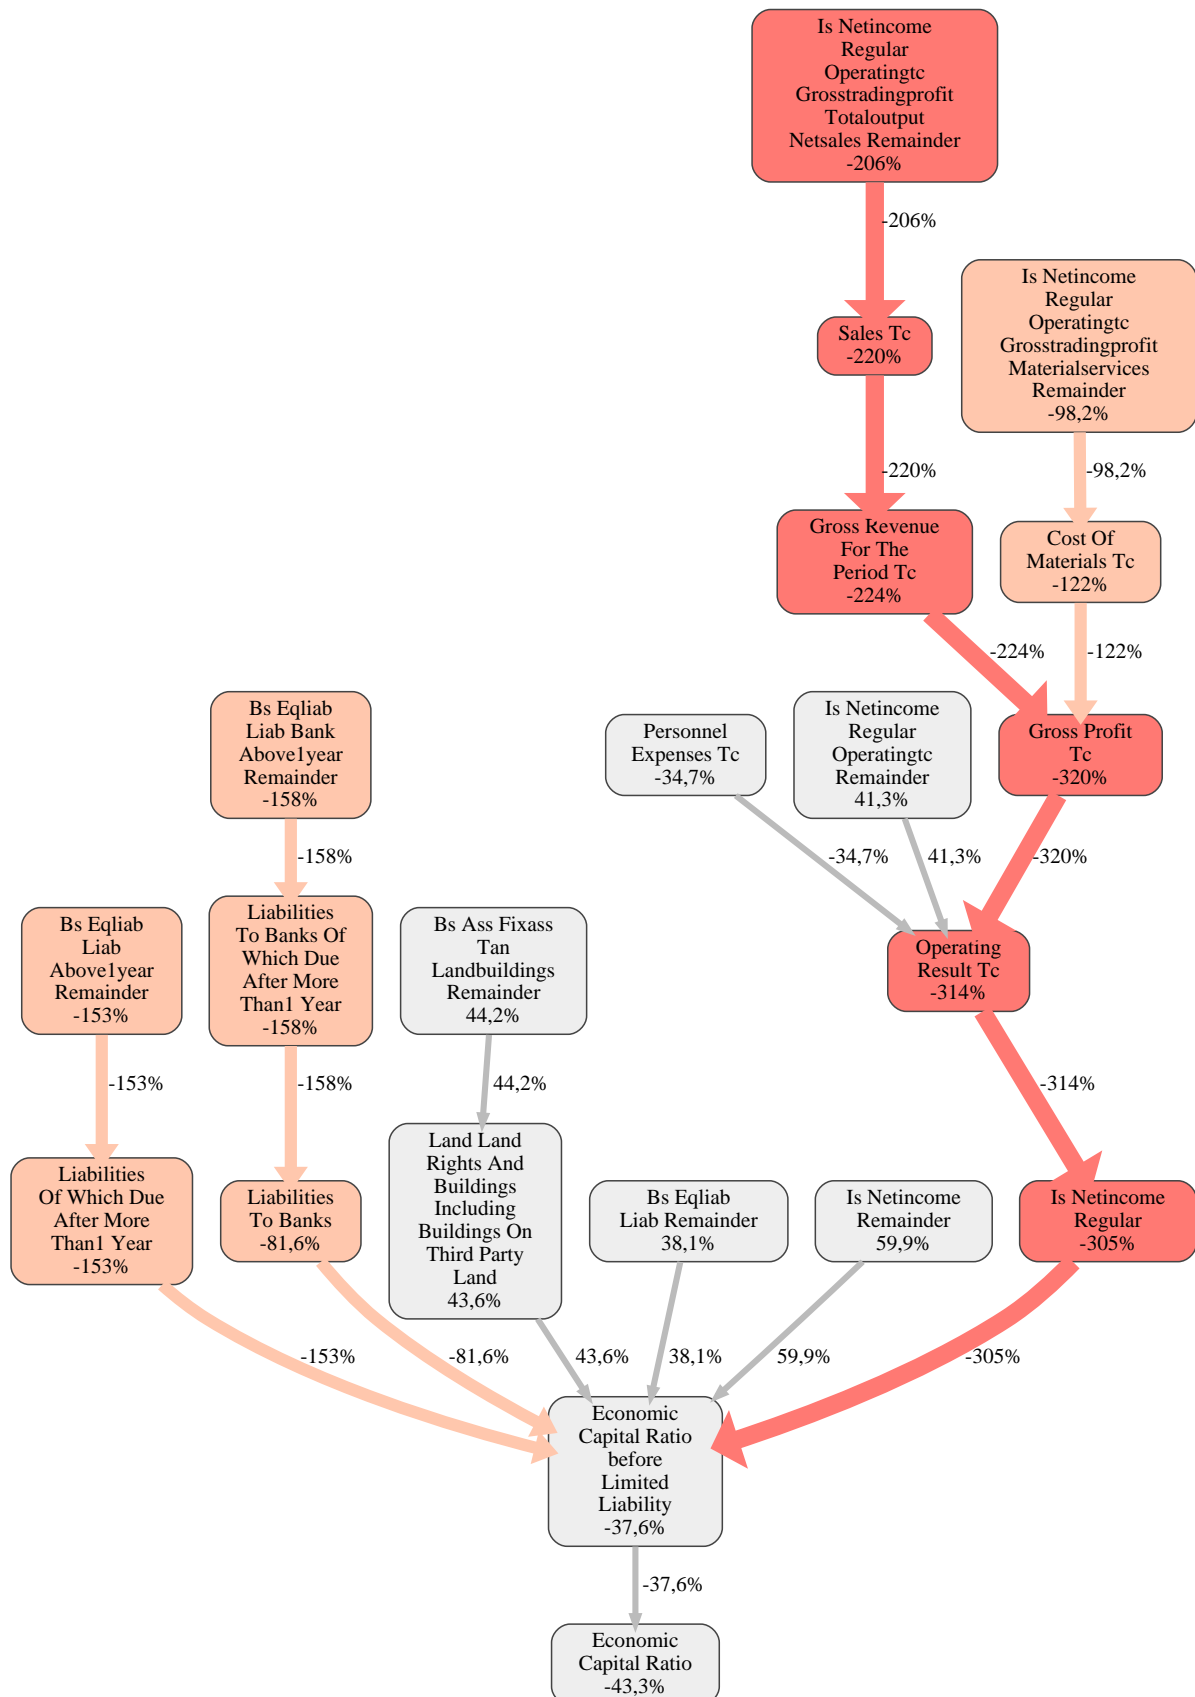 Is Netincome
Regular
Operatingtc
Grosstradingprofit
Totaloutput
Netsales Remainder
-206%
-206%
Is Netincome
Regular
Operatingtc
Grosstradingprofit
Materialservices
Remainder
-98,2%
Sales Tc
-220%
-220%
-98,2%
Gross Revenue
For The
Period Tc
-224%
Cost Of
Materials Tc
-122%
-224%
-122%
Bs Eqliab
Liab Bank
Above1year
Remainder
-158%
Personnel
Expenses Tc
-34,7%
Is Netincome
Regular
Operatingtc
Remainder
41,3%
Gross Profit
Tc
-320%
-158%
-34,7%
41,3%
-320%
Bs Eqliab
Liab
Above1year
Remainder
-153%
Liabilities
To Banks Of
Which Due
After More
Than1 Year
-158%
Bs Ass Fixass
Tan
Landbuildings
Remainder
44,2%
Operating
Result Tc
-314%
-153%
-158%
44,2%
-314%
Liabilities
Of Which Due
After More
Than1 Year
-153%
Liabilities
To Banks
-81,6%
Land Land
Rights And
Buildings
Including
Buildings On
Third Party
Land
43,6%
Bs Eqliab
Liab Remainder
38,1%
Is Netincome
Remainder
59,9%
Is Netincome
Regular
-305%
-153%
-81,6%
43,6%
38,1%
59,9%
-305%
Economic
Capital Ratio
before
Limited
Liability
-37,6%
-37,6%
Economic
Capital Ratio
-43,3%